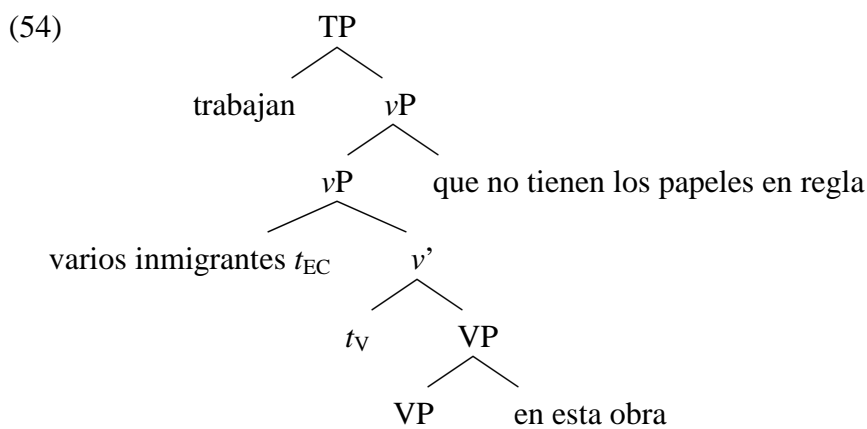 (54) TP
trabajan vP
vP que no tienen los papeles en regla
varios inmigrantes tEC v’
tV VP
VP en esta obra